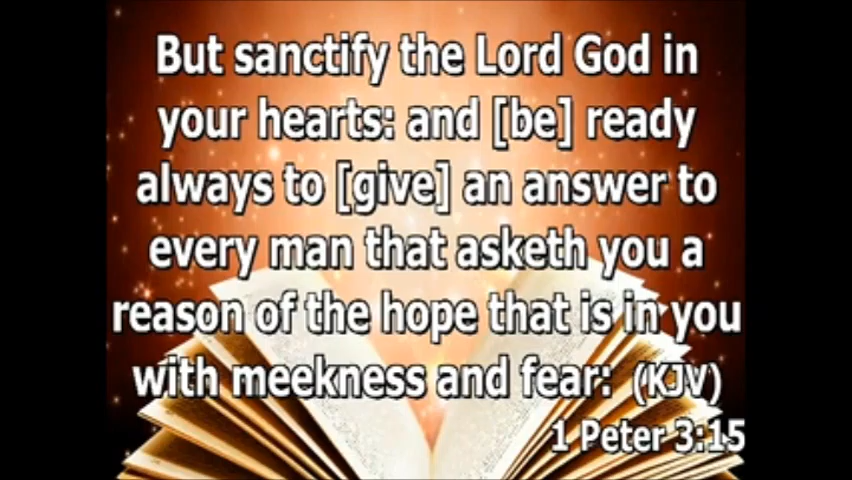 But sanctify the Lord God in
your hearts: and [be] ready
always to [give] an answer to
every man that asketh you a
reason of the hope that is in you
with meekness and fear: (KJV)
1 Peter 3:15